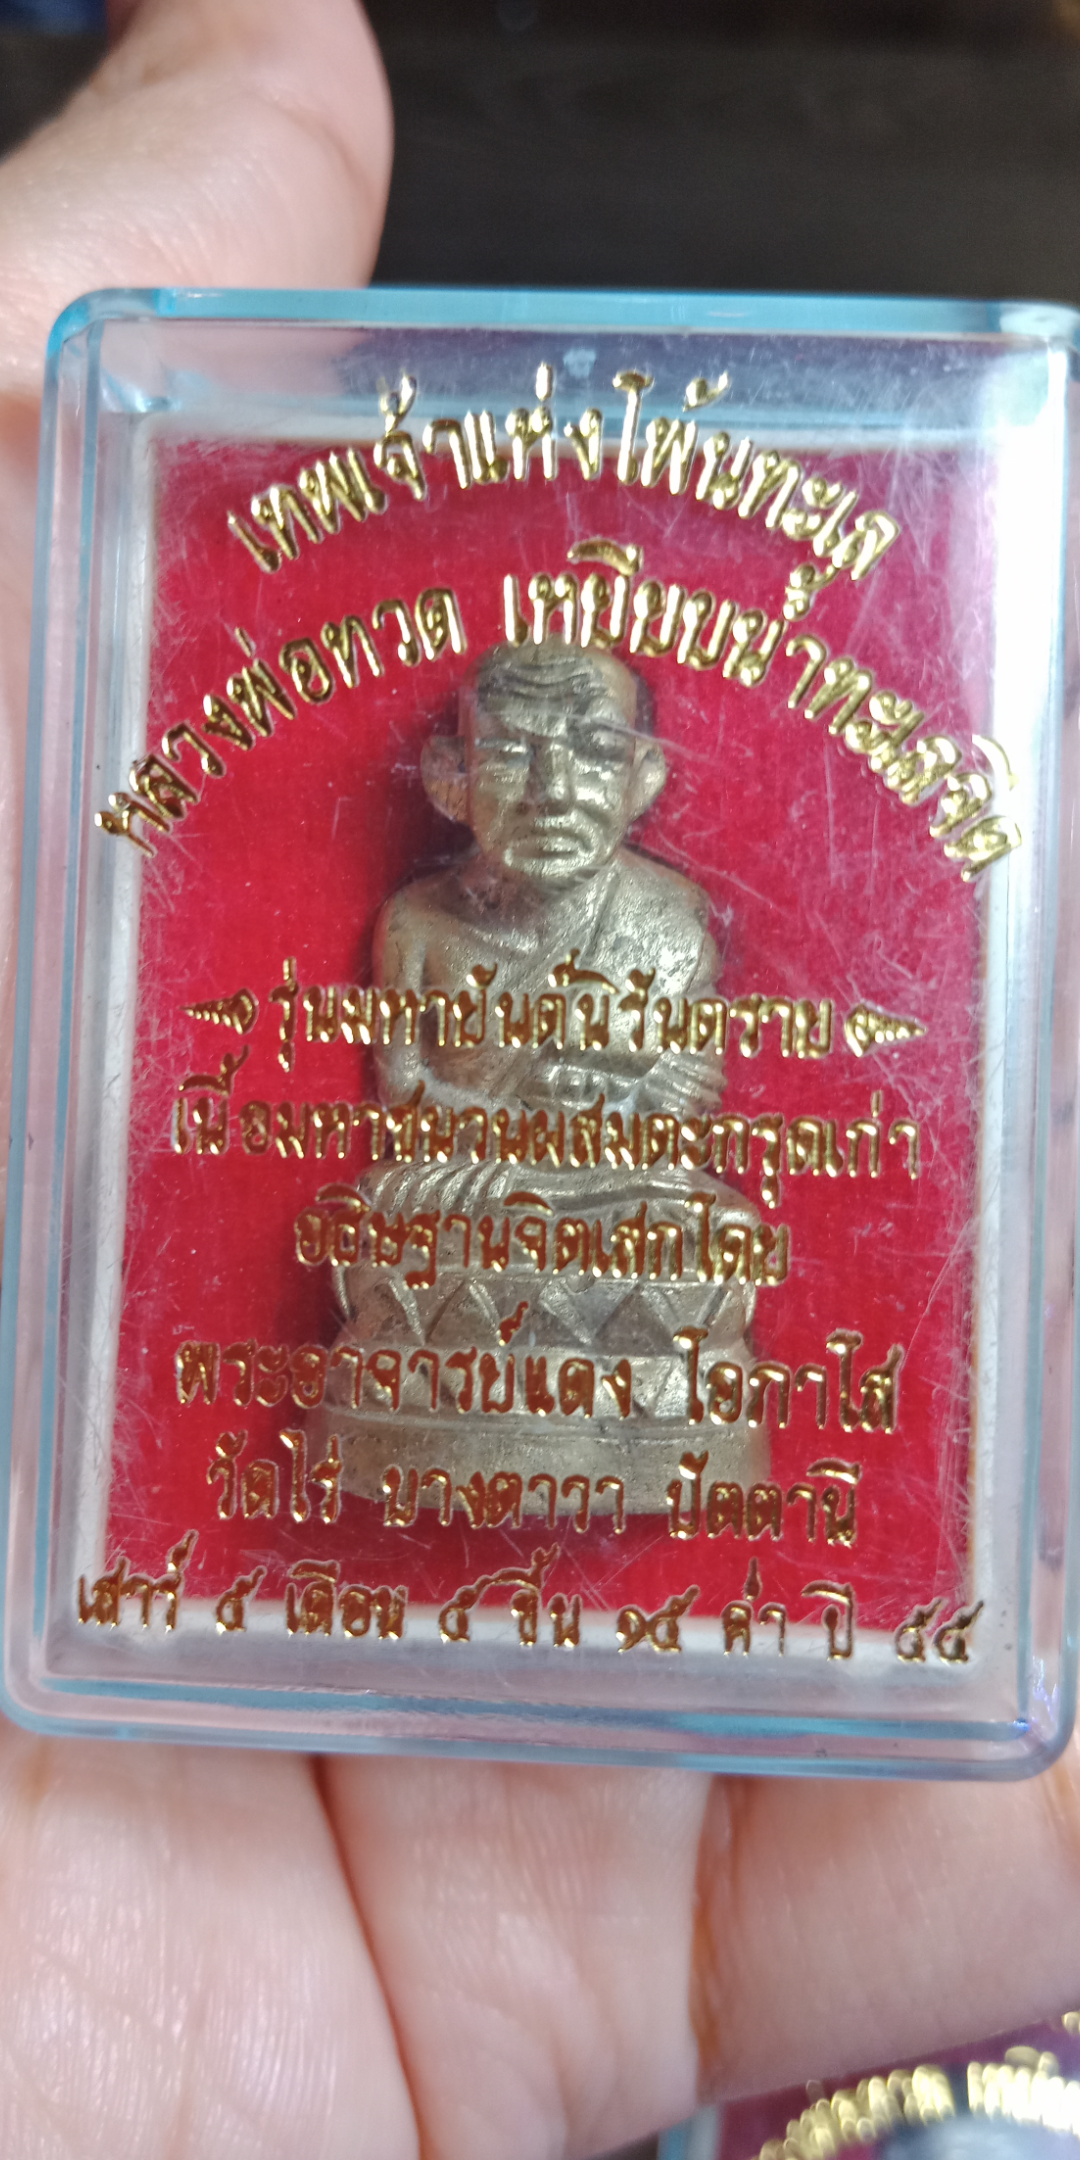 เทพเจ้าแห่งโพ้นทะเล
หลวงพ่อทวด เหยียบน้ำทะเลจืด
รุ่นมหายันต์นิรันตราย
เนื้อมหาชนวนผสมตะกรุดเก่า
อธิษฐานจิตเสกโดย
พระอาจารย์แดง โอภาโส
วัดไร่ บางตาวา ปัตตานี
เสาร์ ๕ เดือน ๕ ขึ้น ๑๕ ค่ำ ปี ๕๕